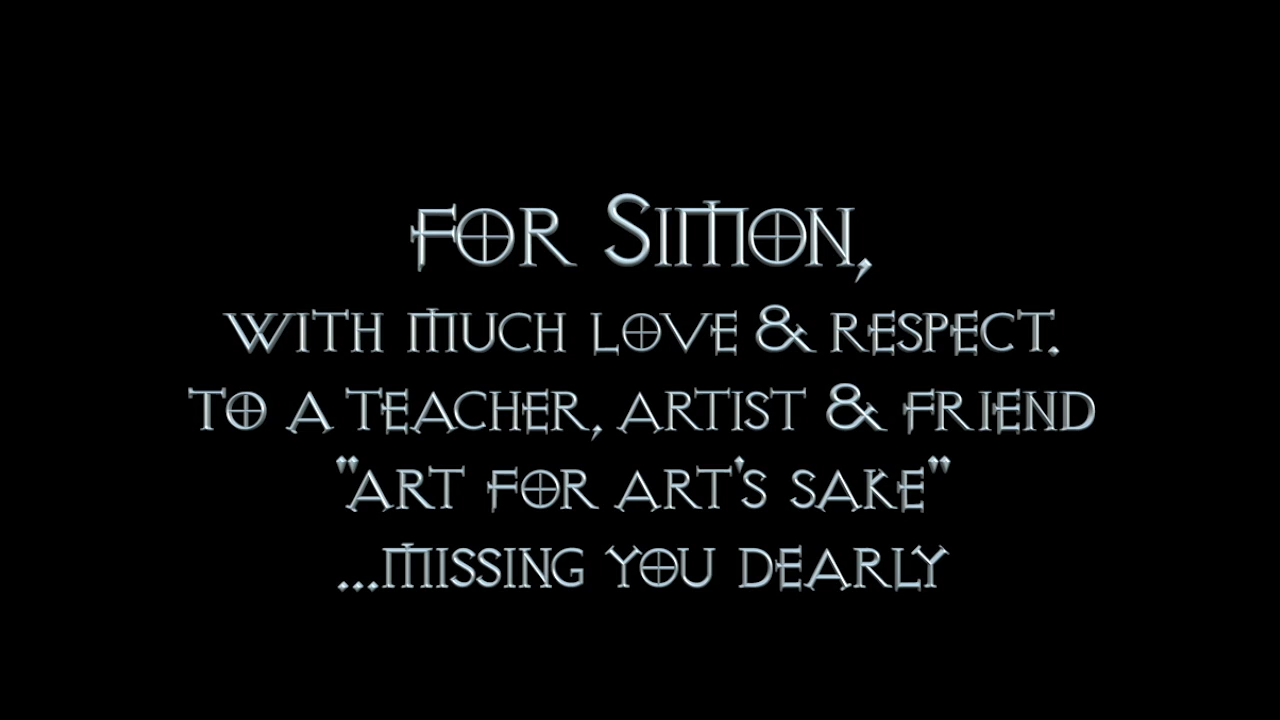 FOR SIMON,
WITH MUCH LOVE & RESPECT.
TO A TEACHER, ARTIST & FRIEND
"ART FOR ART'S SAKE"
...MISSING YOU DEARLY